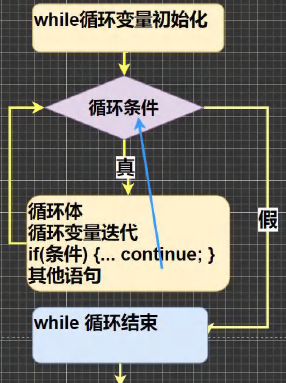 while循环变量初始化
循环条件
真
循环体
循环变量迭代
if(条件) {... continue; }
其他语句
假
while 循环结束